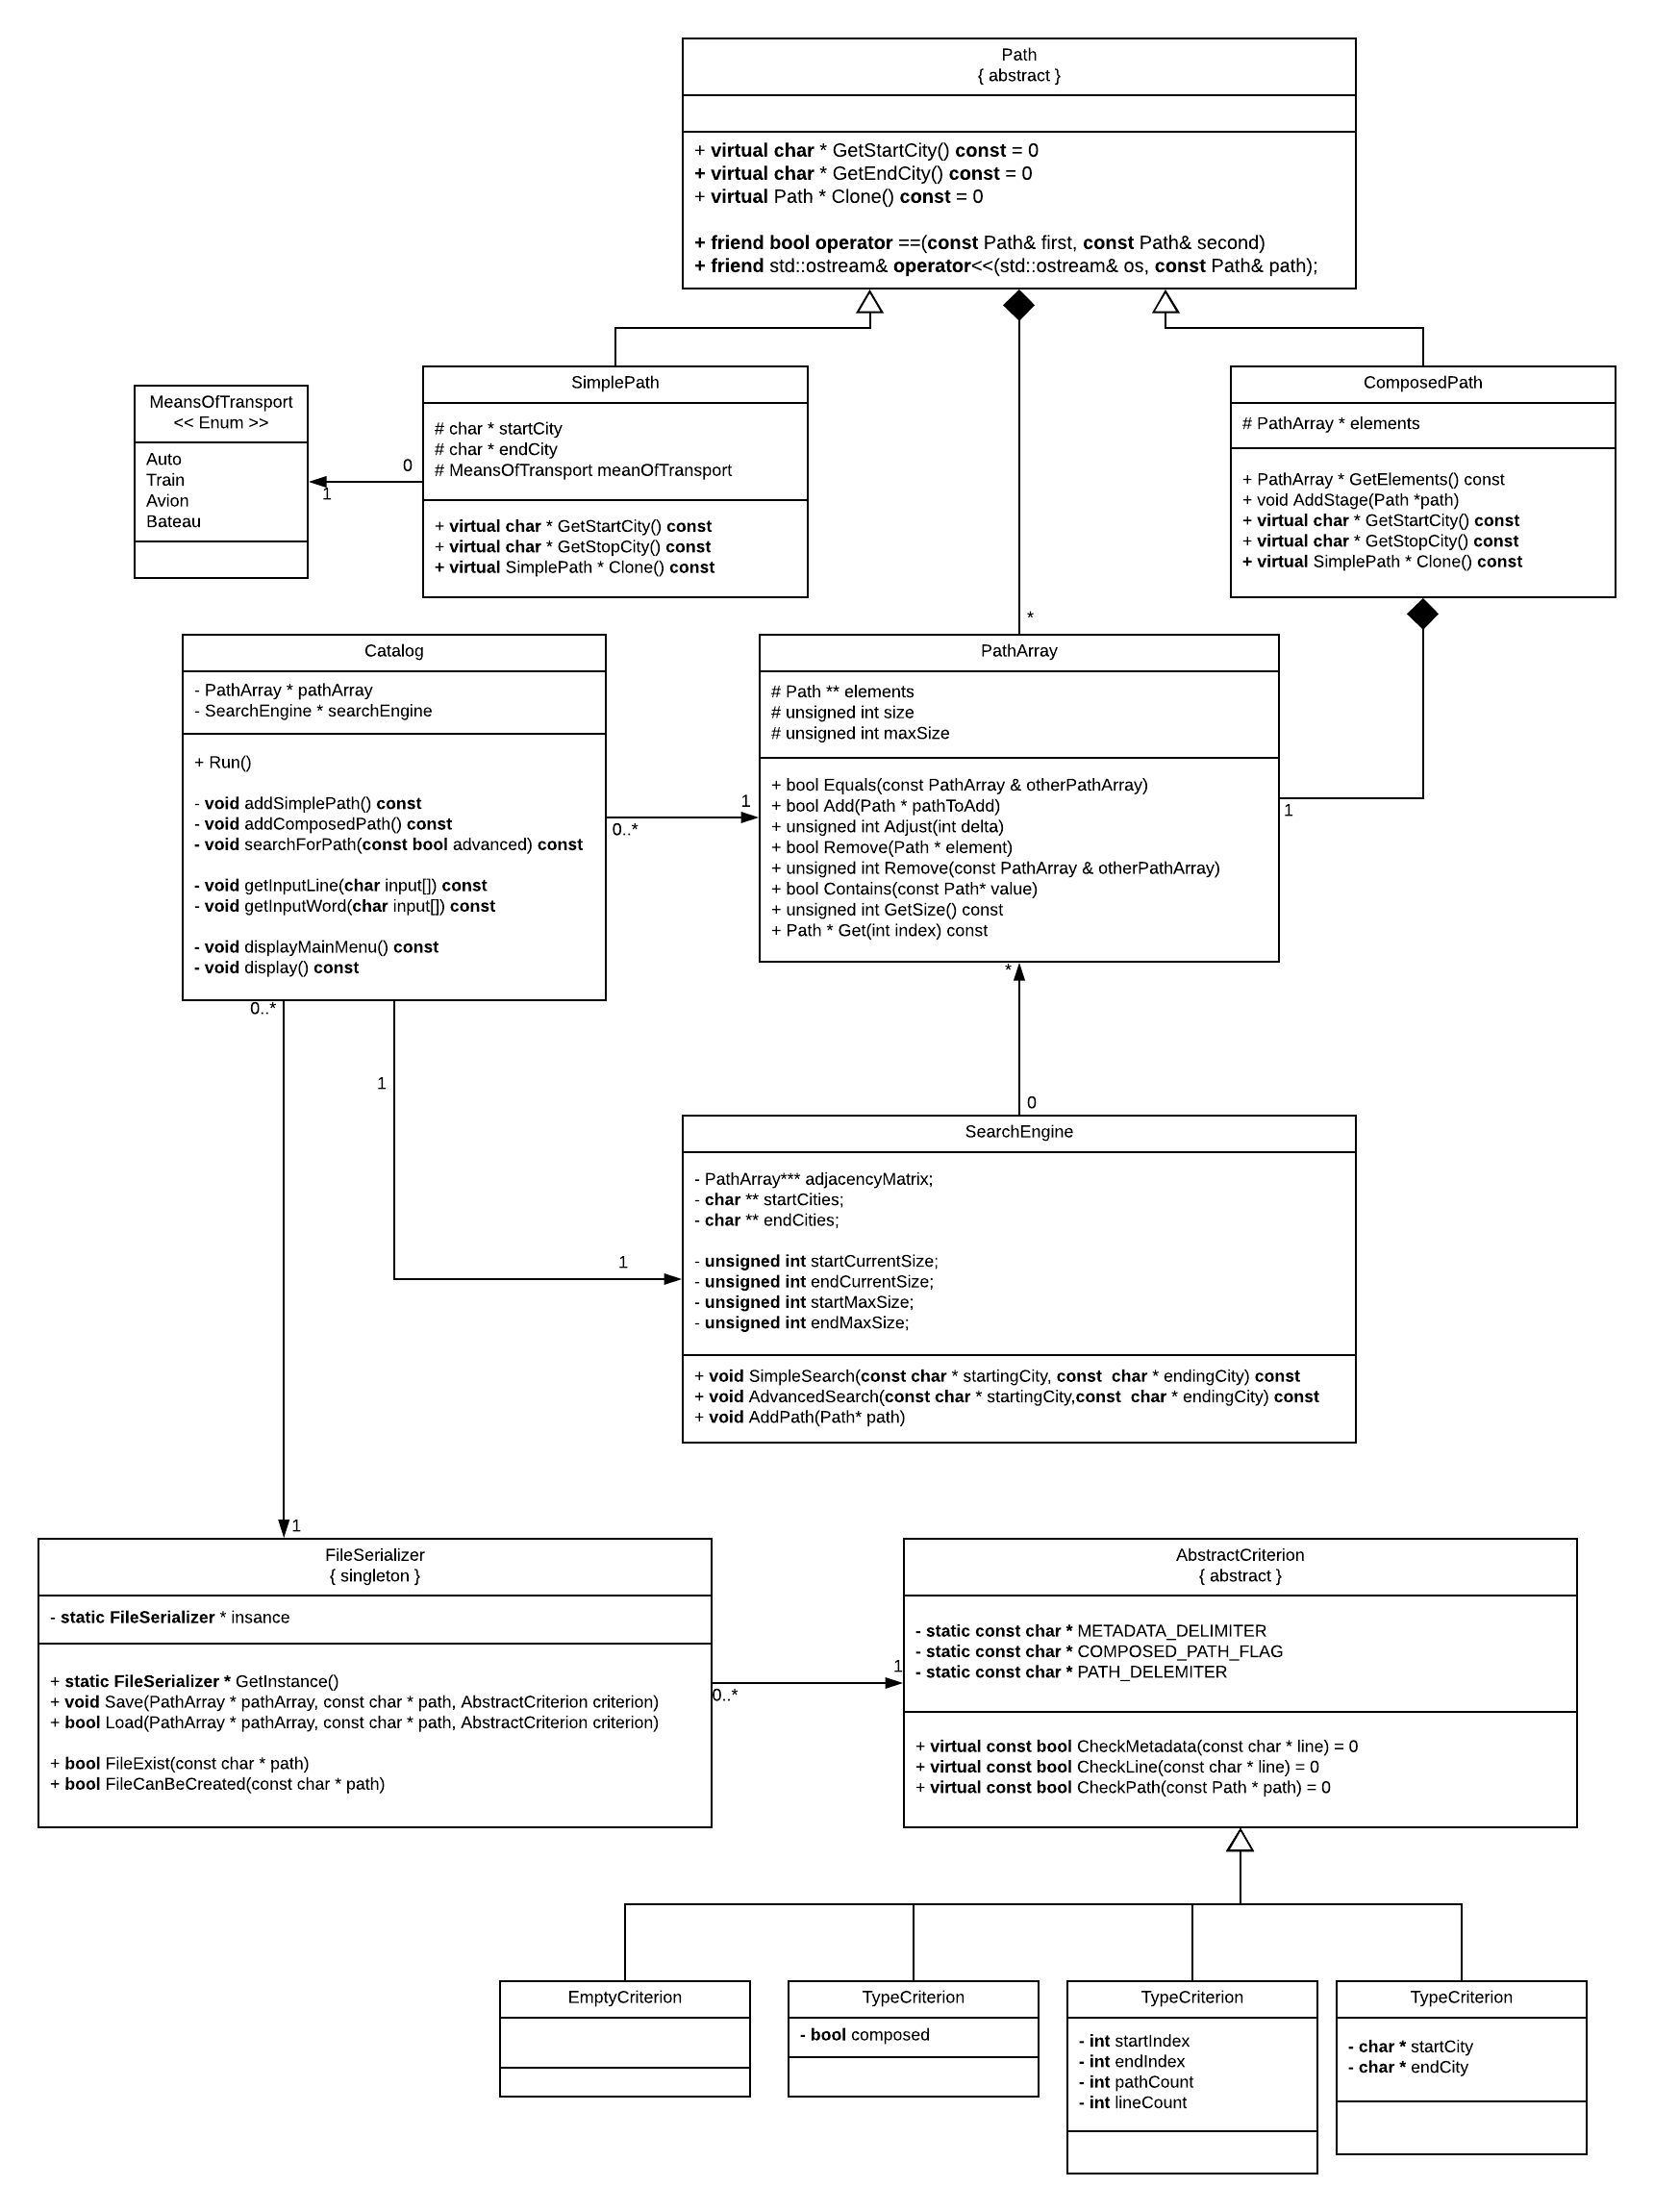 Path
{ abstract }
+ virtual char * GetStartCity() const = 0
+ virtual char * GetEndCity() const = 0
+ virtual Path * Clone() const = 0
+ friend bool operator ==(const Path& first, const Path& second)
+ friend std::ostream& operator<<(std::ostream& os, const Path& path);
MeansOfTransport
<< Enum >>
Auto
Train
Avion
Bateau
0
1
SimplePath
# char * startCity
# char * endCity
# MeansOfTransport meanOfTransport
+ virtual char * GetStartCity() const
+ virtual char * GetStopCity() const
+ virtual SimplePath * Clone() const
ComposedPath
# PathArray * elements
+ PathArray * GetElements() const
+ void AddStage(Path *path)
+ virtual char * GetStartCity() const
+ virtual char * GetStopCity() const
+ virtual SimplePath * Clone() const
*
Catalog
- PathArray * pathArray
- SearchEngine * searchEngine
+ Run()
- void addSimplePath() const
- void addComposedPath() const
- void searchForPath(const bool advanced) const
- void getInputLine(char input[]) const
- void getInputWord(char input[]) const
- void displayMainMenu() const
- void display() const
1
0..*
PathArray
# Path ** elements
# unsigned int size
# unsigned int maxSize
+ bool Equals(const PathArray & otherPathArray)
+ bool Add(Path * pathToAdd)
+ unsigned int Adjust(int delta)
+ bool Remove(Path * element)
+ unsigned int Remove(const PathArray & otherPathArray)
+ bool Contains(const Path* value)
+ unsigned int GetSize() const
+ Path * Get(int index) const
1
*
0
0..*
1
1
SearchEngine
- PathArray*** adjacencyMatrix;
- char ** startCities;
- char ** endCities;
- unsigned int startCurrentSize;
- unsigned int endCurrentSize;
- unsigned int startMaxSize;
- unsigned int endMaxSize;
+ void SimpleSearch(const char * startingCity, const  char * endingCity) const
+ void AdvancedSearch(const char * startingCity,const  char * endingCity) const
+ void AddPath(Path* path)
1
FileSerializer
{ singleton }
- static FileSerializer * insance
+ static FileSerializer * GetInstance()
+ void Save(PathArray * pathArray, const char * path, AbstractCriterion criterion)
+ bool Load(PathArray * pathArray, const char * path, AbstractCriterion criterion)
+ bool FileExist(const char * path)
+ bool FileCanBeCreated(const char * path)
1
0..*
AbstractCriterion
{ abstract }
- static const char * METADATA_DELIMITER
- static const char * COMPOSED_PATH_FLAG
- static const char * PATH_DELEMITER
+ virtual const bool CheckMetadata(const char * line) = 0
+ virtual const bool CheckLine(const char * line) = 0
+ virtual const bool CheckPath(const Path * path) = 0
EmptyCriterion
TypeCriterion
- bool composed
TypeCriterion
- int startIndex
- int endIndex
- int pathCount
- int lineCount
TypeCriterion
- char * startCity
- char * endCity